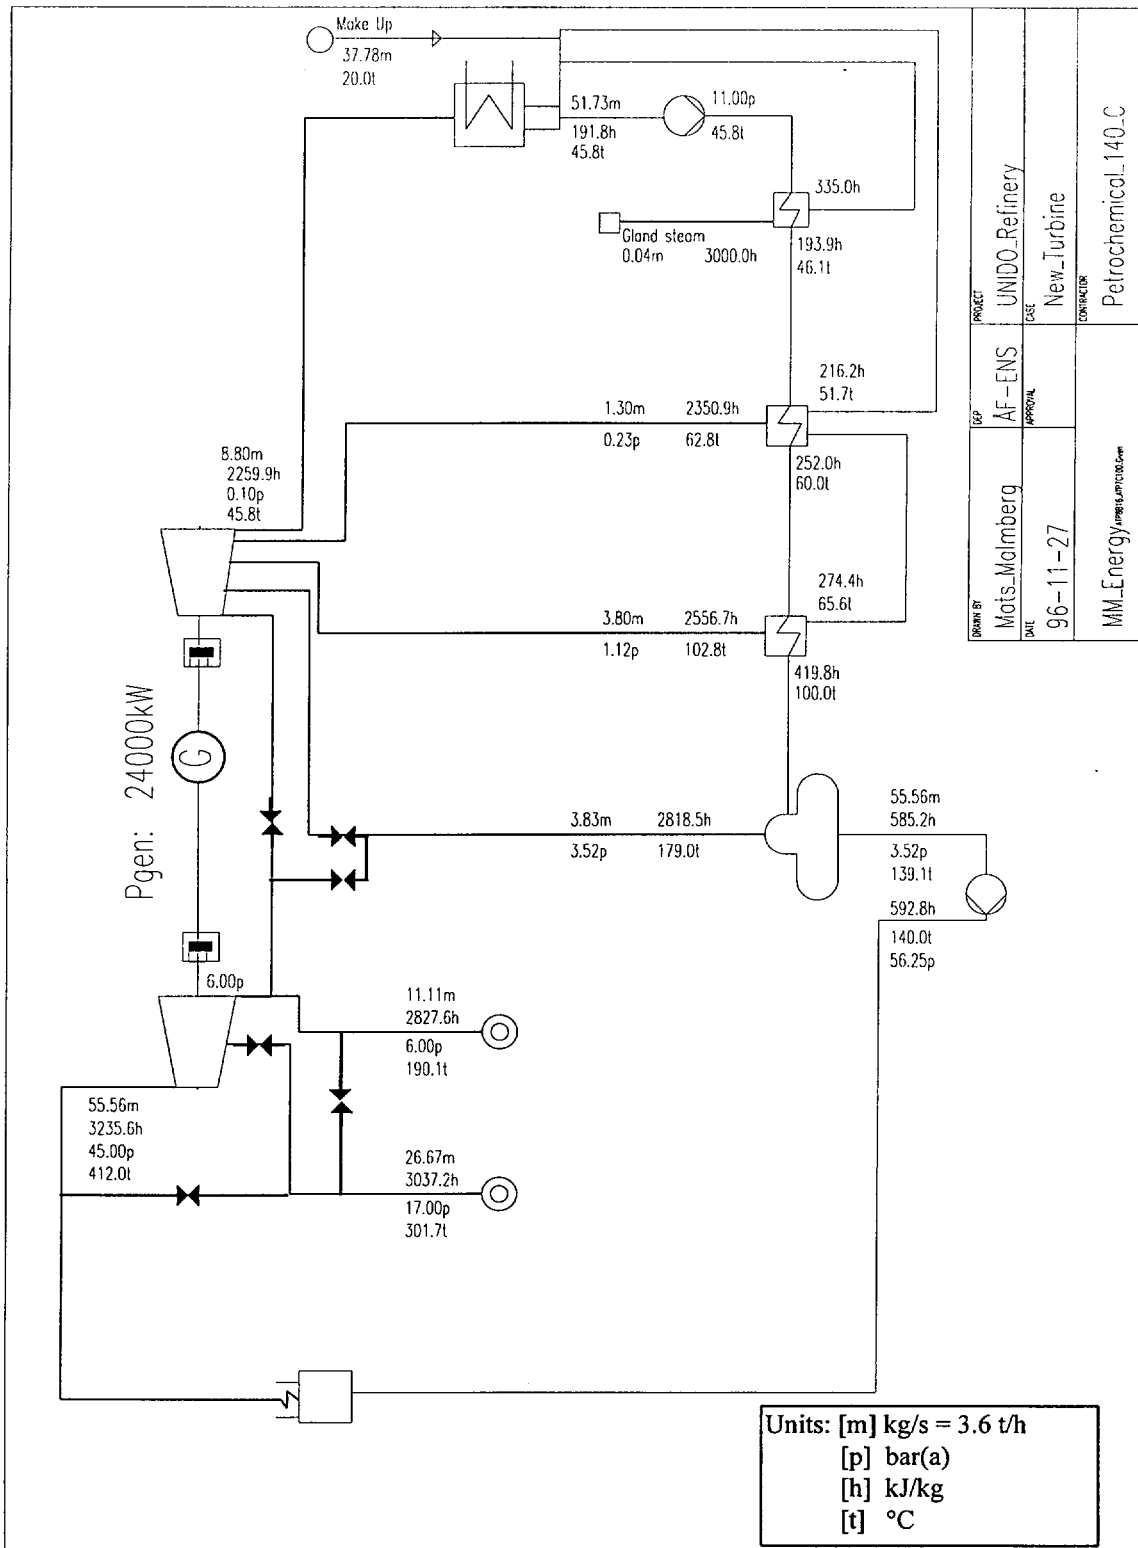 Make Up
37.78m
20.0t
51.73m
191.8h
45.8t
11.00p
45.8t
335.0h
Gland steam
0.04m 3000.0h
193.9h
46.1t
216.2h
51.7t
1.30m 2350.9h
0.23p 62.8t
252.0h
60.0t
8.80m
2259.9h
0.10p
45.8t
274.4h
65.6t
3.80m 2556.7h
1.12p 102.8t
419.8h
100.0t
Pgen: 24000kW
G
3.83m 2818.5h
3.52p 179.0t
55.56m
585.2h
3.52p
139.1t
592.8h
140.0t
56.25p
6.00p
11.11m
2827.6h
6.00p
190.1t
55.56m
3235.6h
45.00p
412.0t
26.67m
3037.2h
17.00p
301.7t
DRAWN BY
Mats_Malmberg
DEP
AF-ENS
PROJECT
UNIDO_Refinery
DATE
96-11-27
APPROVAL
CASE
New_Turbine
MM_Energy
CONTRACTOR
Petrochemical_140_C
Units: [m] kg/s = 3.6 t/h
[p] bar(a)
[h] kJ/kg
[t] °C